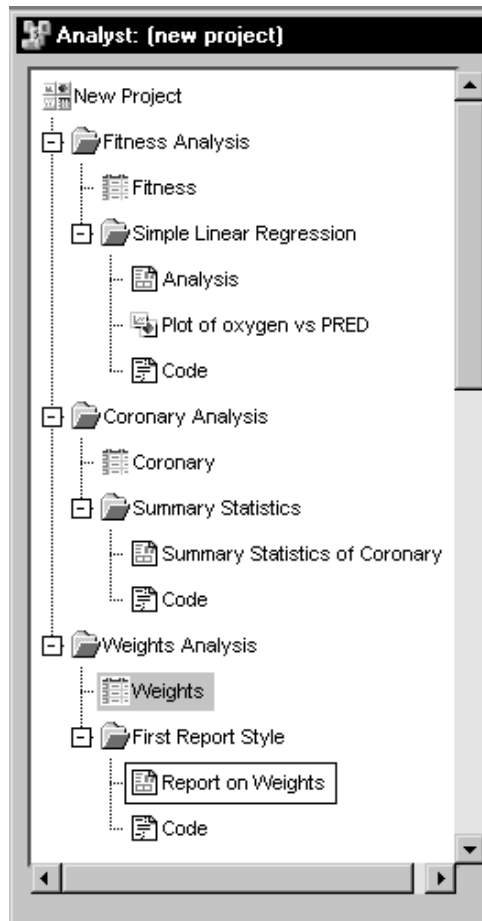 Analyst: (new project)
New Project
Fitness Analysis
Fitness
Simple Linear Regression
Analysis
Plot of oxygen vs PRED
Code
Coronary Analysis
Coronary
Summary Statistics
Summary Statistics of Coronary
Code
Weights Analysis
Weights
First Report Style
Report on Weights
Code